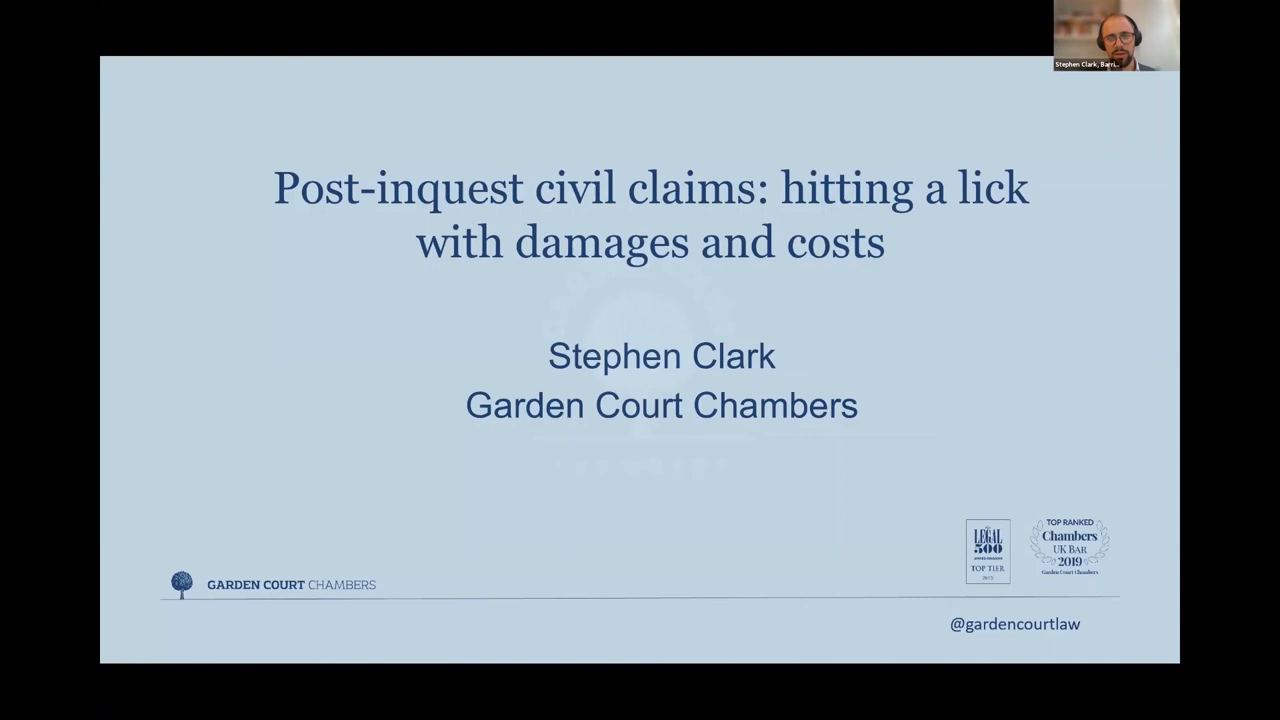 Stephen Clark, Barri...
Post-inquest civil claims: hitting a lick
with damages and costs
Stephen Clark
Garden Court Chambers
the
LEGAL
500
UNITED KINGDOM
TOP TIER
TOP RANKED
Chambers
UK BAR
2019
Garden Court Chambers
GARDEN COURT CHAMBERS
@gardencourtlaw